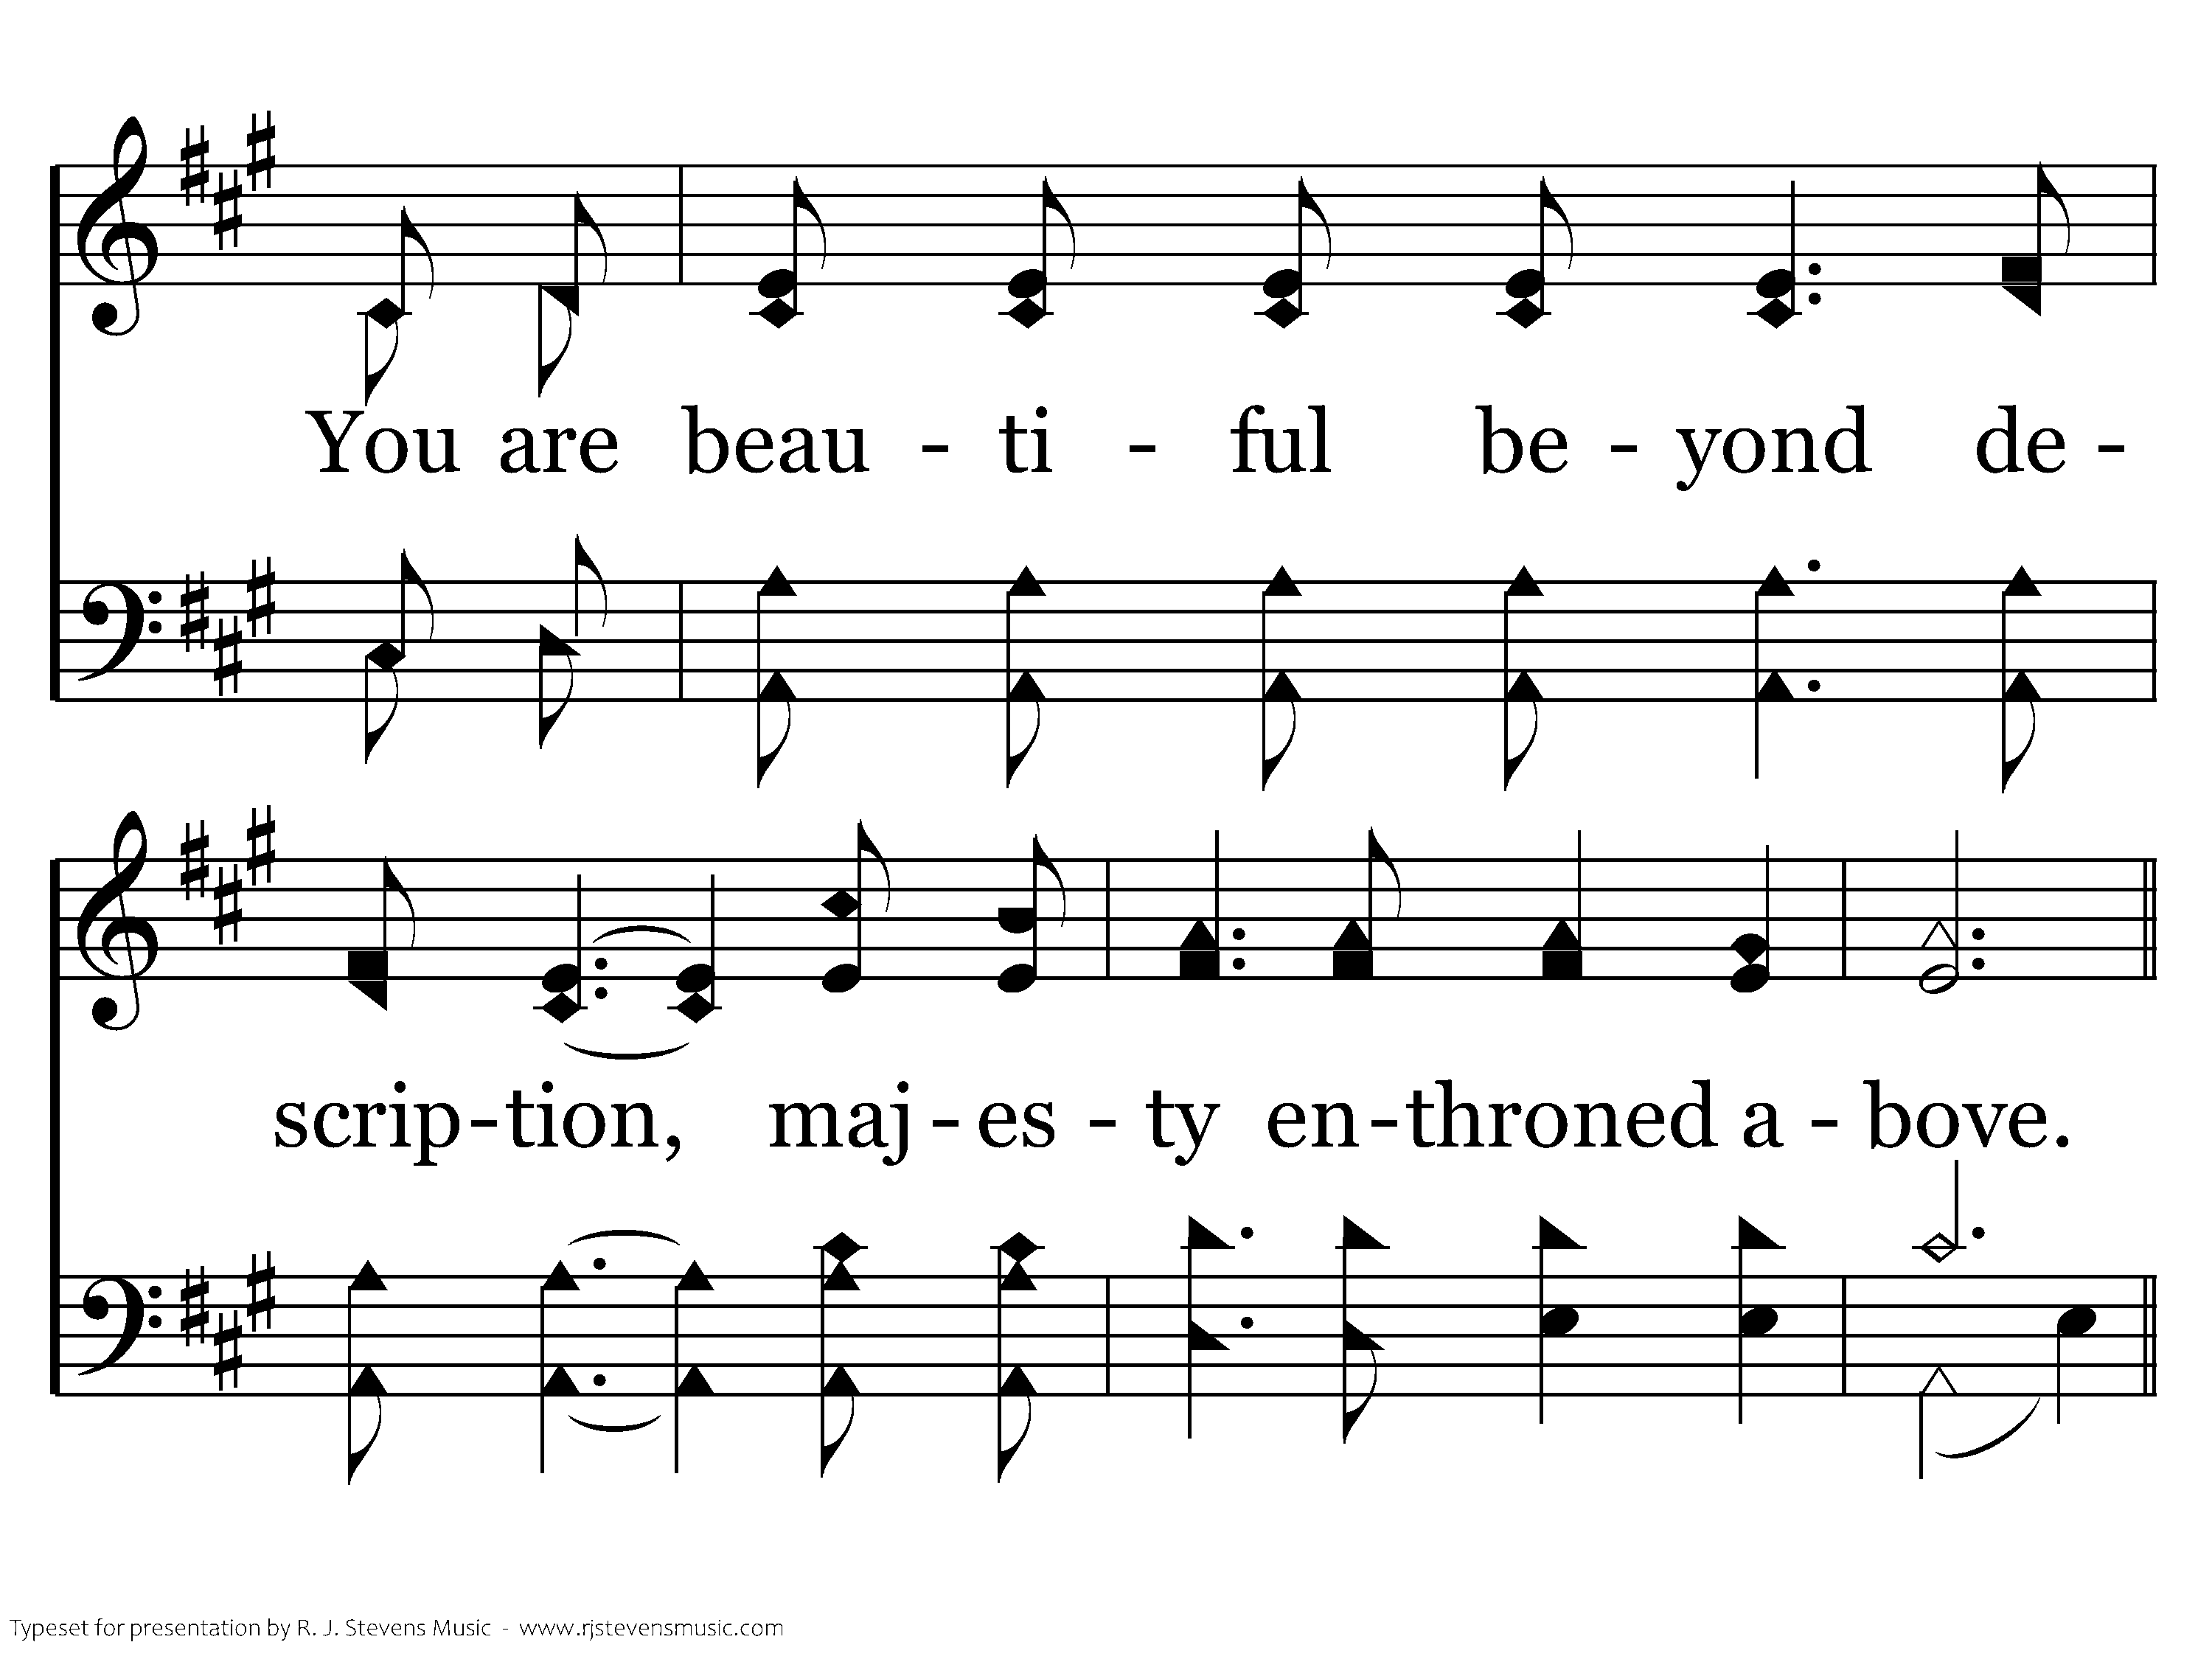 You are beau - ti - ful be - yond de -
scrip - tion, maj - es - ty en - throned a - bove.
Typeset for presentation by R. J. Stevens Music - www.rjstevensmusic.com